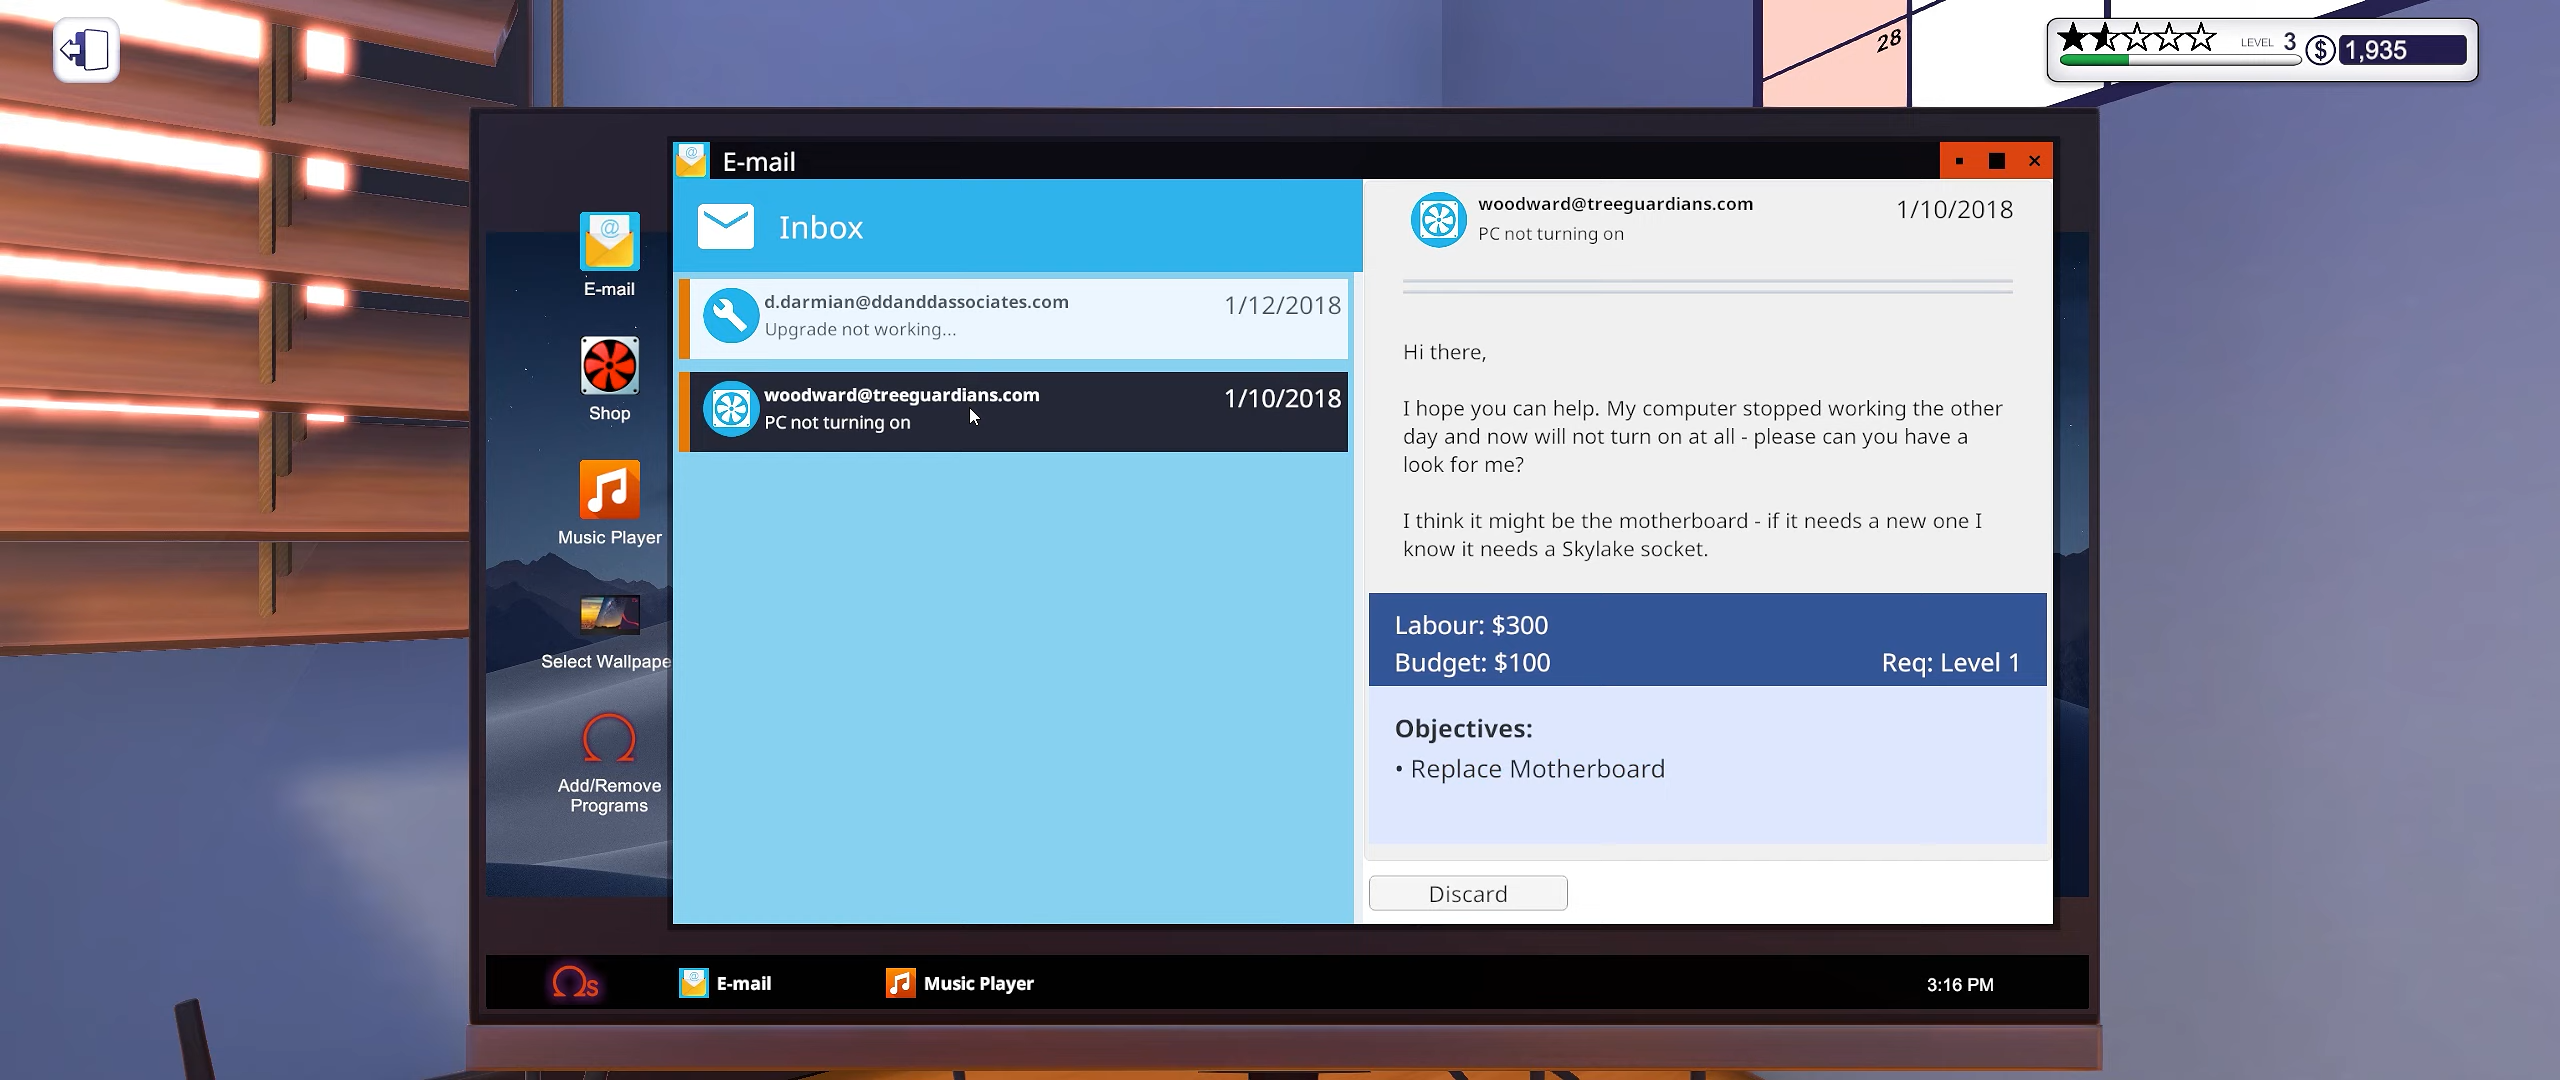 28
LEVEL 3
$ 1,935
E-mail
Inbox
d.darmian@ddanddassociates.com
1/12/2018
Upgrade not working...
woodward@treeguardians.com
1/10/2018
PC not turning on
woodward@treeguardians.com
1/10/2018
PC not turning on
Hi there,
I hope you can help. My computer stopped working the other
day and now will not turn on at all - please can you have a
look for me?
I think it might be the motherboard - if it needs a new one I
know it needs a Skylake socket.
Labour: $300
Budget: $100
Req: Level 1
Objectives:
• Replace Motherboard
Discard
E-mail
Shop
Music Player
Select Wallpape
Add/Remove
Programs
Ωs
E-mail
Music Player
3:16 PM